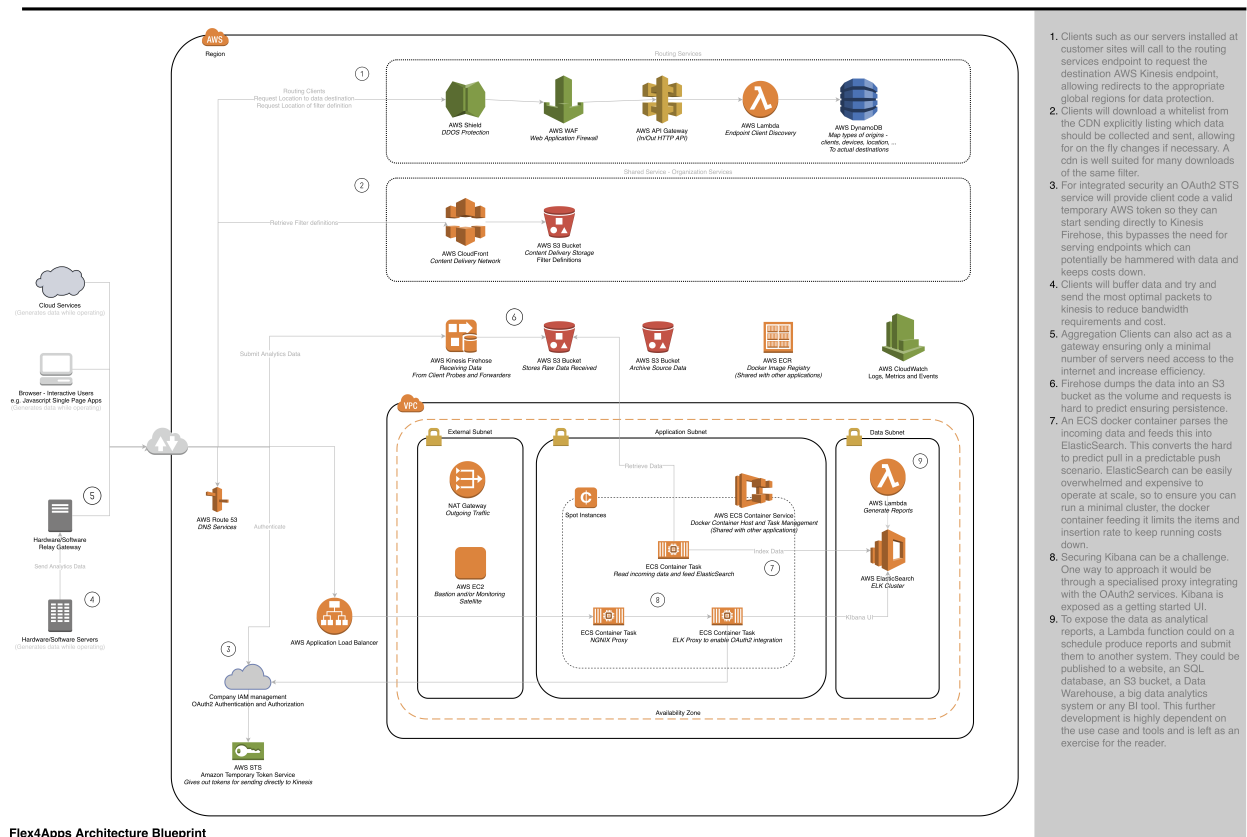 AWS
Region
Routing Services
1
Routing Clients
Request Location to data destination
Request Location of filter definition
AWS Shield
DDOS Protection
AWS WAF
Web Application Firewall
AWS API Gateway
(In/Out HTTP API)
AWS Lambda
Endpoint Client Discovery
AWS DynamoDB
Map types of origin -
clients, devices, location, ...
To actual destinations
Shared Service - Organization Services
2
Retrieve Filter definitions
AWS CloudFront
Content Delivery Network
AWS S3 Bucket
Content Delivery Storage
Filter Definitions
Cloud Services
(Generates data while operating)
Browser - Interactive Users
e.g. Javascript Single Page Apps
(Generates data while operating)
5
Hardware/Software
Relay Gateway
Send Analytics Data
4
Hardware/Software Servers
(Generates data while operating)
Submit Analytics Data
6
AWS Kinesis Firehose
Receiving Data
From Client Probes and Forwarders
AWS S3 Bucket
Stores Raw Data Received
AWS S3 Bucket
Archive Source Data
AWS ECR
Docker Image Registry
(Shared with other applications)
AWS CloudWatch
Logs, Metrics and Events
AWS Route 53
DNS Services
Authenticate
AWS Application Load Balancer
3
Company IAM management
OAuth2 Authentication and Authorization
AWS STS
Amazon Temporary Token Service
Gives out tokens for sending directly to Kinesis
VPC
External Subnet
NAT Gateway
Outgoing Traffic
AWS EC2
Bastion and/or Monitoring
Satellite
Application Subnet
Retrieve Data
Spot Instances
AWS ECS Container Service
Docker Container Host and Task Management
(Shared with other applications)
ECS Container Task
Read incoming data and feed ElasticSearch
7
Index Data
8
ECS Container Task
NGNIX Proxy
ECS Container Task
ELK Proxy to enable OAuth2 integration
Kibana UI
Data Subnet
9
AWS Lambda
Generate Reports
AWS ElasticSearch
ELK Cluster
Availability Zone
1. Clients such as our servers installed at
customer sites will call to the routing
services endpoint to request the
destination AWS Kinesis endpoint,
allowing redirects to the appropriate
global regions for data protection.
2. Clients will download a whitelist from
the CDN explicitly listing which data
should be collected and sent, allowing
for on the fly changes if necessary. A
cdn is well suited for many downloads
of the same filter.
3. For integrated security an OAuth2 STS
service will provide client code a valid
temporary AWS token so they can
start sending directly to Kinesis
Firehose, this bypasses the need for
serving endpoints which can
potentially be hammered with data and
keeps costs down.
4. Clients will buffer data and try and
send the most optimal packets to
kinesis to reduce bandwidth
requirements and cost.
5. Aggregation Clients can also act as a
gateway ensuring only a minimal
number of servers need access to the
internet and increase efficiency.
6. Firehose dumps the data into an S3
bucket as the volume and requests is
hard to predict ensuring persistence.
7. An ECS docker container parses the
incoming data and feeds this into
ElasticSearch. This converts the hard
to predict pull in a predictable push
scenario. ElasticSearch can be easily
overwhelmed and expensive to
operate at scale, so to ensure you can
run a minimal cluster, the docker
container feeding it limits the items and
insertion rate to keep running costs
down.
8. Securing Kibana can be a challenge.
One way to approach it would be
through a specialised proxy integrating
with the OAuth2 services. Kibana is
exposed as a getting started UI.
9. To expose the data as analytical
reports, a Lambda function could on a
schedule produce reports and submit
them to another system. They could be
published to a website, an SQL
database, an S3 bucket, a Data
Warehouse, a big data analytics
system or any BI tool. This further
development is highly dependent on
the use case and tools and is left as an
exercise for the reader.
Flex4Apps Architecture Blueprint